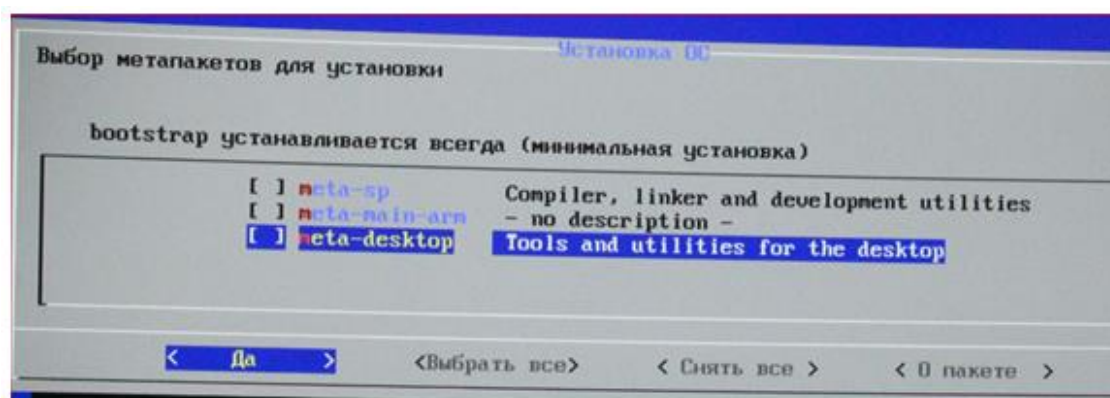 Установка ОС
Выбор метапакетов для установки
bootstrap устанавливается всегда (минимальная установка)
[ ] meta-sp Compiler, linker and development utilities
[ ] meta-main-arm - no description -
[ ] meta-desktop Tools and utilities for the desktop
< Да > <Выбрать все> < Снять все > < О пакете >